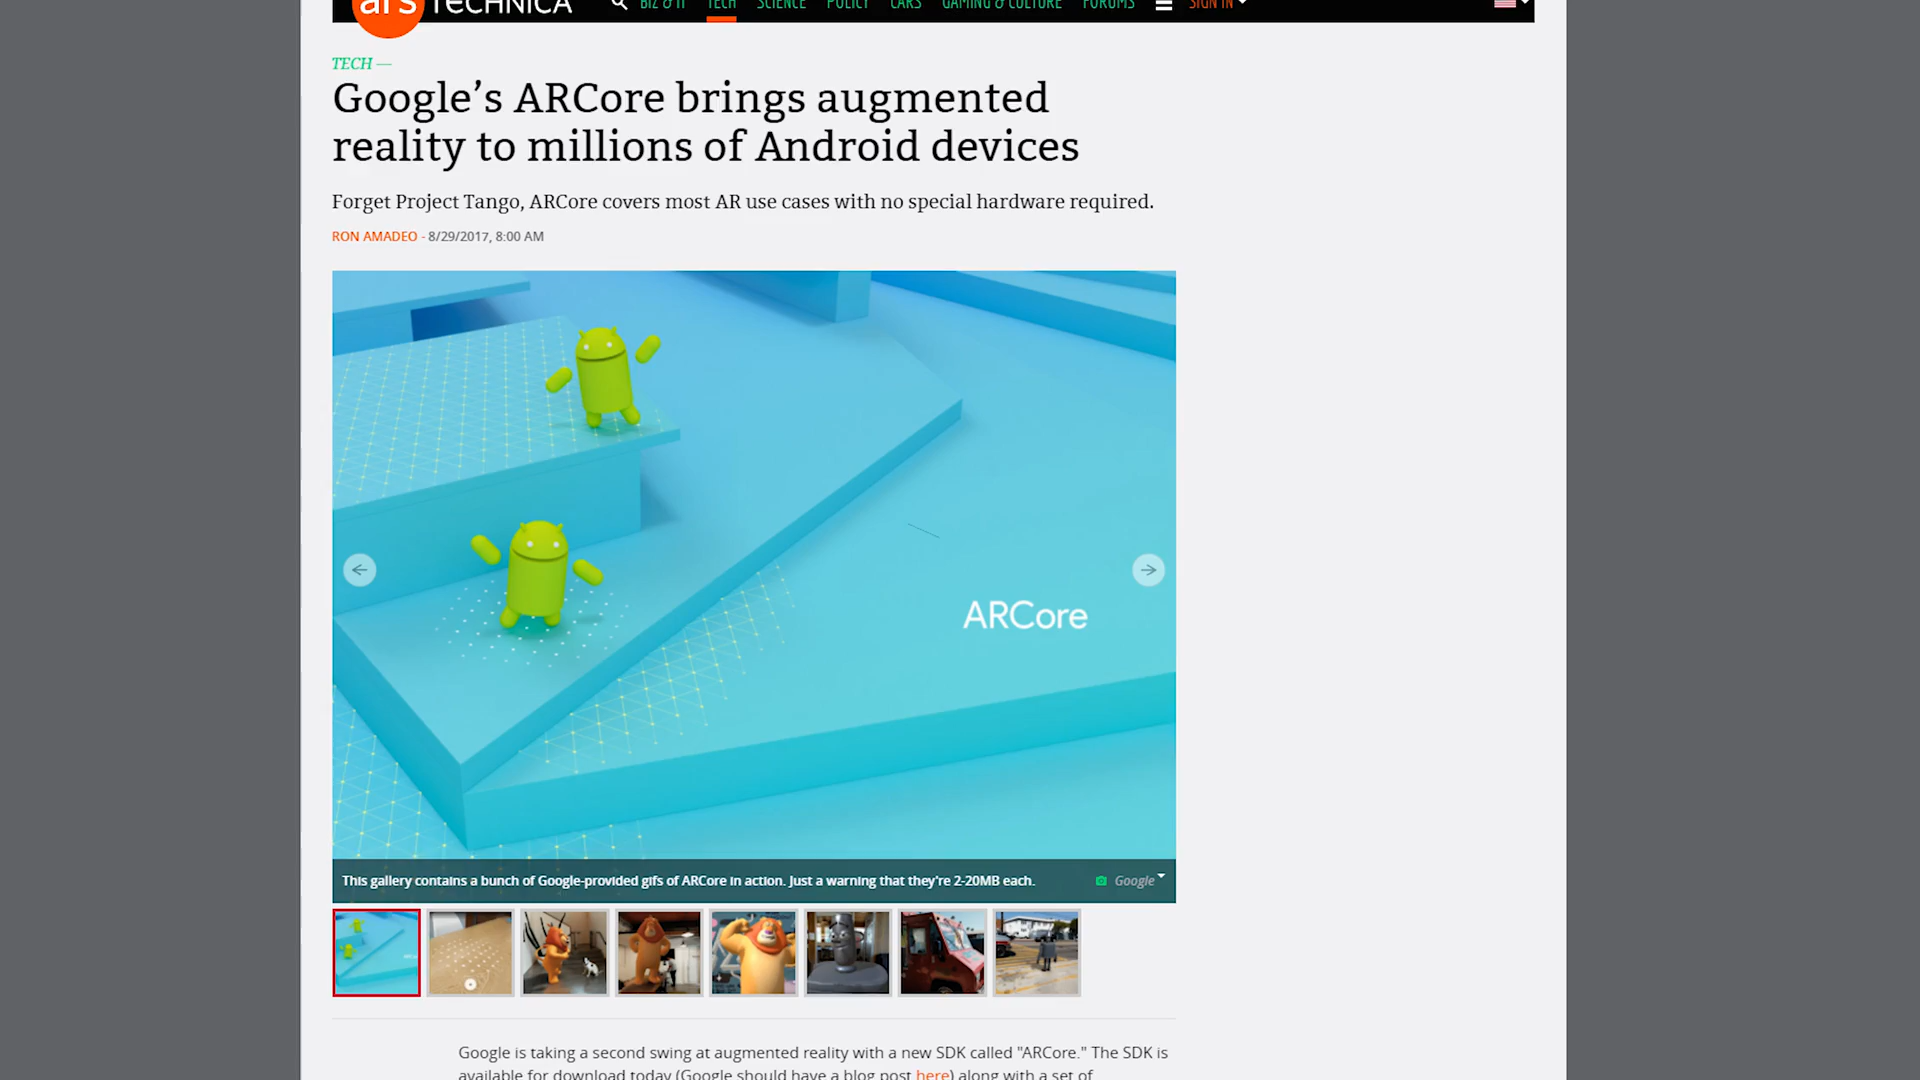 ars TECHNICA BIZ & IT TECH SCIENCE POLICY CARS GAMING & CULTURE FORUMS SIGN IN
TECH —
Google’s ARCore brings augmented
reality to millions of Android devices
Forget Project Tango, ARCore covers most AR use cases with no special hardware required.
RON AMADEO - 8/29/2017, 8:00 AM
ARCore
This gallery contains a bunch of Google-provided gifs of ARCore in action. Just a warning that they're 2-20MB each. Google
Google is taking a second swing at augmented reality with a new SDK called "ARCore." The SDK is
available for download today (Google should have a blog post here) along with a set of